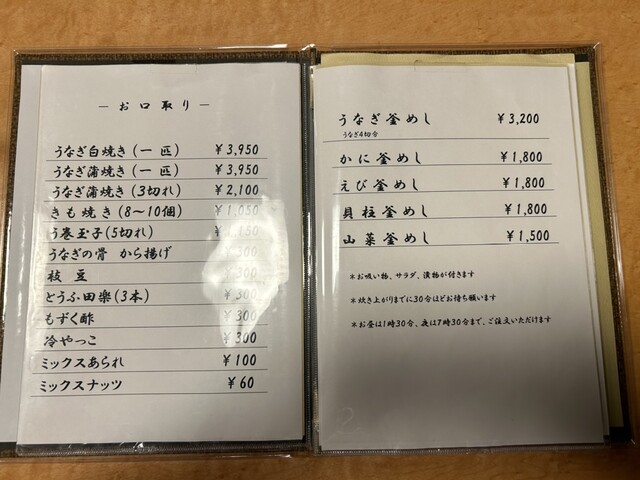 ― お口取り ―
うなぎ白焼き(一匹) ¥3,950
うなぎ蒲焼き(一匹) ¥3,950
うなぎ蒲焼き(3切れ) ¥2,100
きも焼き(8〜10個) ¥1,050
う巻玉子(5切れ)
うなぎの骨 から揚げ ¥300
枝豆 ¥300
とうふ田楽(3本) ¥300
もずく酢 ¥300
冷やっこ ¥300
ミックスあられ ¥100
ミックスナッツ ¥60
うなぎ釜めし ¥3,200
うなぎ4切分
かに釜めし ¥1,800
えび釜めし ¥1,800
貝柱釜めし ¥1,800
山菜釜めし ¥1,500
*お吸い物、サラダ、漬物が付きます
*炊き上がりまでに30分ほどお待ち願います
*お昼は1時30分、夜は7時30分まで、ご注文いただけます